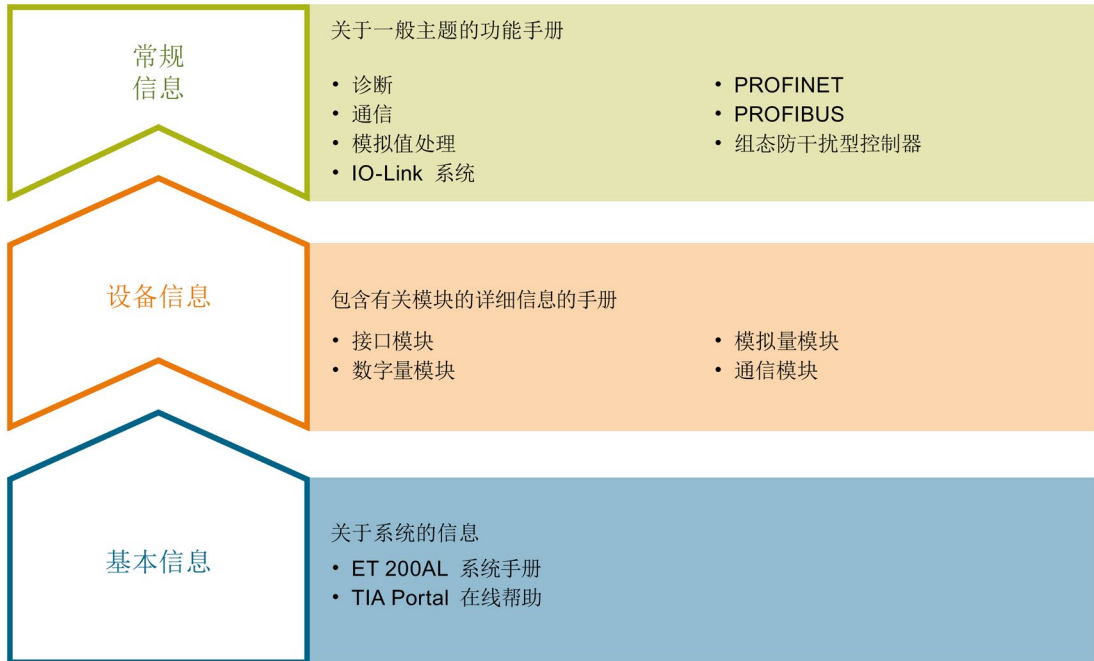 常规
信息
关于一般主题的功能手册
• 诊断
• 通信
• 模拟值处理
• IO-Link 系统
• PROFINET
• PROFIBUS
• 组态防干扰型控制器
设备信息
包含有关模块的详细信息的手册
• 接口模块
• 数字量模块
• 模拟量模块
• 通信模块
基本信息
关于系统的信息
• ET 200AL 系统手册
• TIA Portal 在线帮助